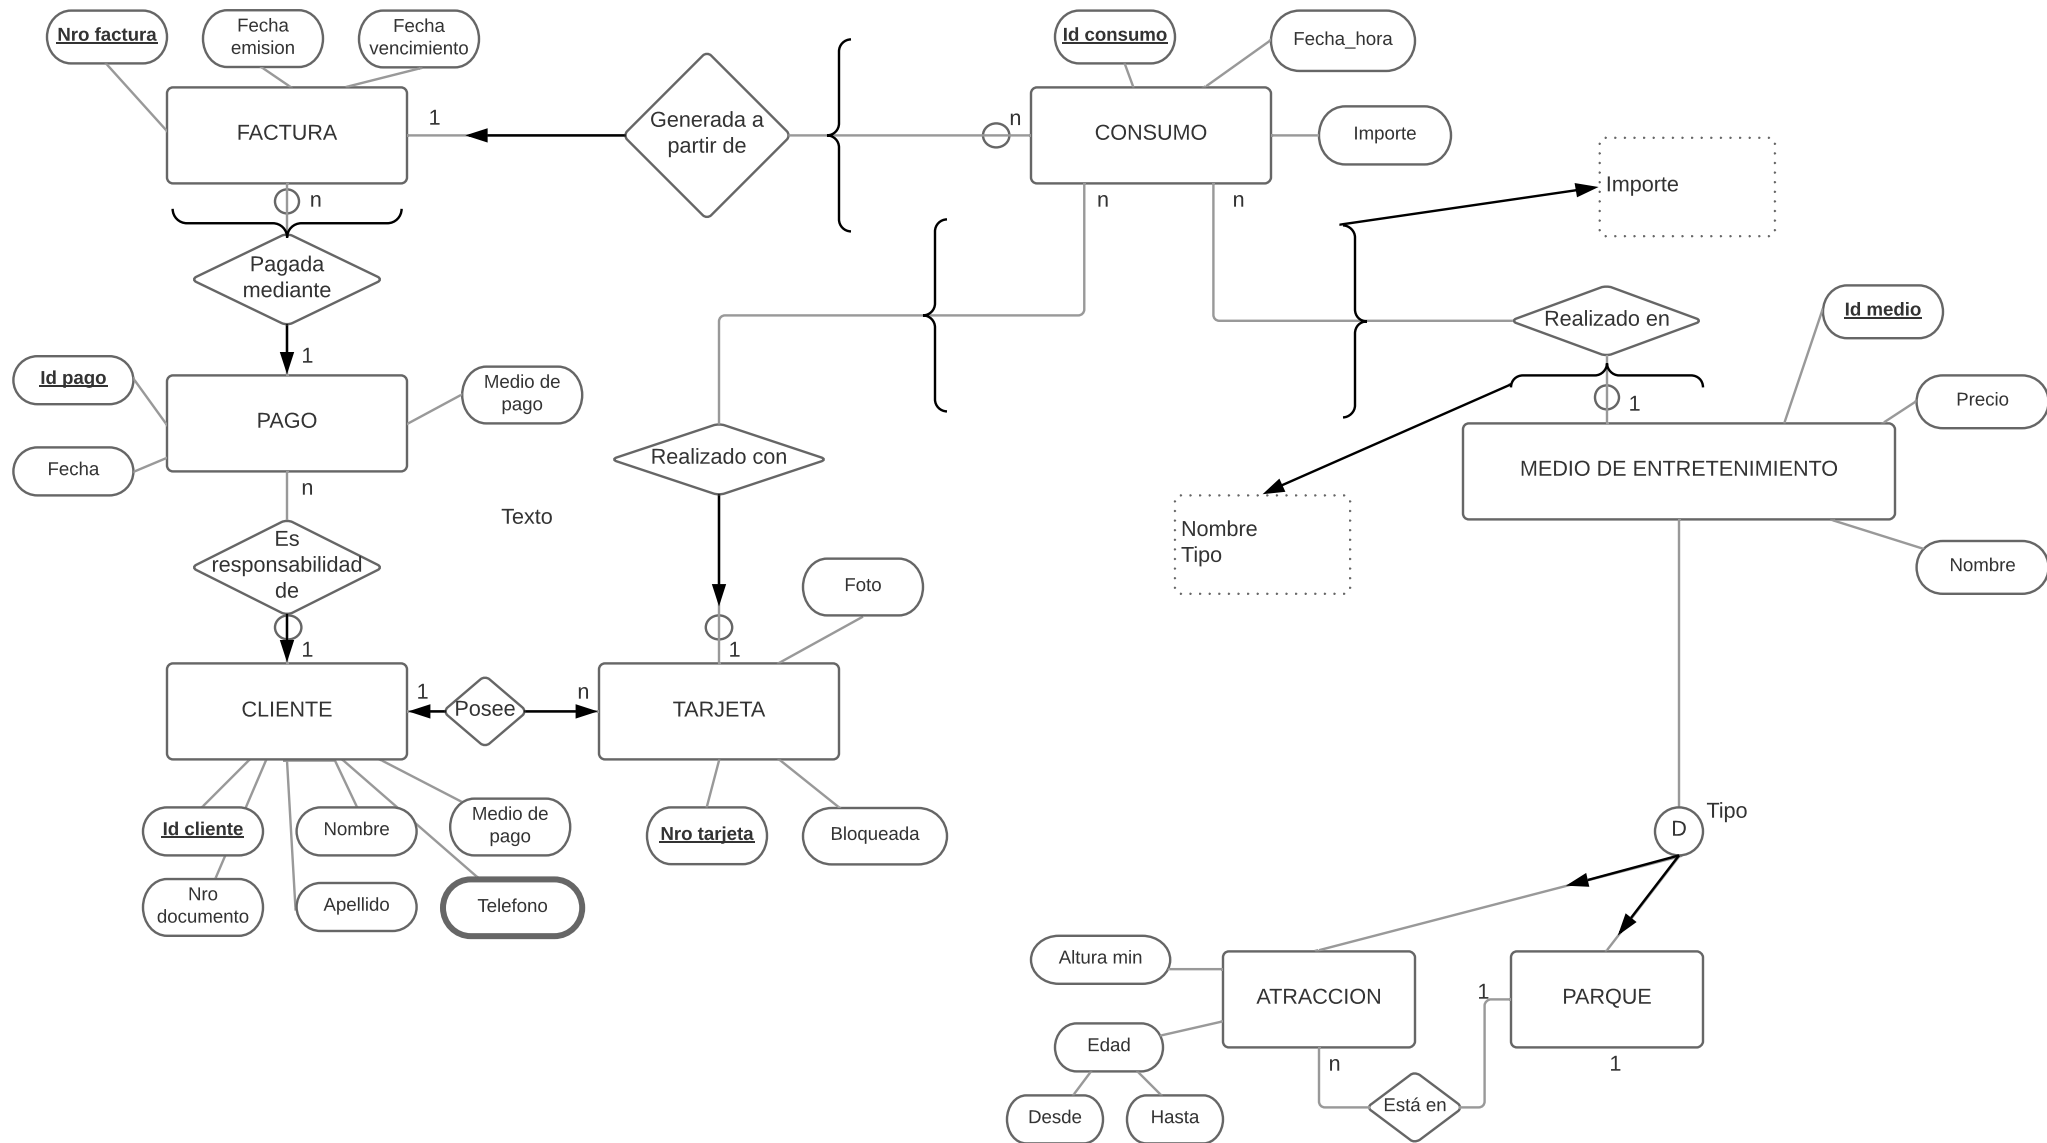 Nro factura
Fecha
emision
Fecha
vencimiento
Id consumo
Fecha_hora
FACTURA
1
Generada a
partir de
n
CONSUMO
Importe
n
n
n
Importe
Pagada
mediante
Realizado en
Id medio
1
Id pago
Medio de
pago
PAGO
Fecha
1
Precio
MEDIO DE ENTRETENIMIENTO
Realizado con
n
Texto
Nombre
Tipo
Es
responsabilidad
de
Nombre
Foto
1
1
CLIENTE
1
Posee
n
TARJETA
Id cliente
Nombre
Medio de
pago
Nro tarjeta
Bloqueada
Tipo
D
Nro
documento
Apellido
Telefono
Altura min
ATRACCION
1
PARQUE
Edad
n
1
Desde
Hasta
Está en